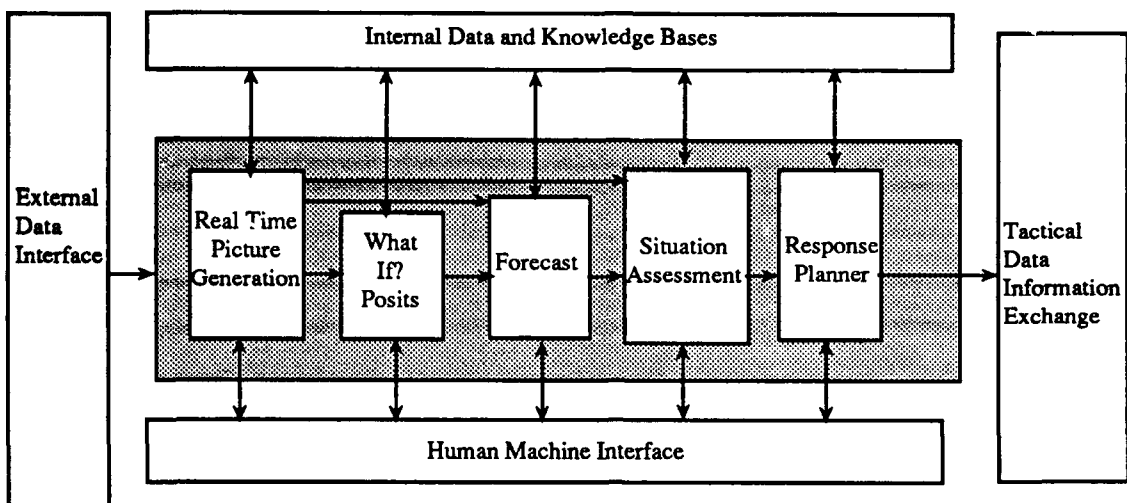 Internal Data and Knowledge Bases
External
Data
Interface
Real Time
Picture
Generation
What
If?
Posits
Forecast
Situation
Assessment
Response
Planner
Tactical
Data
Information
Exchange
Human Machine Interface